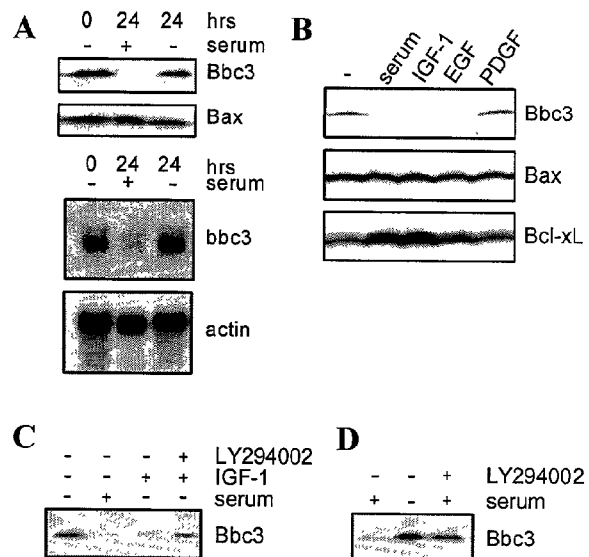 A
0 24 24 hrs
- + - serum
Bbc3
Bax
0 24 24 hrs
- + - serum
bbc3
actin
B
- serum IGF-1 EGF PDGF
Bbc3
Bax
Bcl-xL
C
- - - + LY294002
- - + + IGF-1
- + - - serum
Bbc3
D
- - + LY294002
+ - + serum
Bbc3